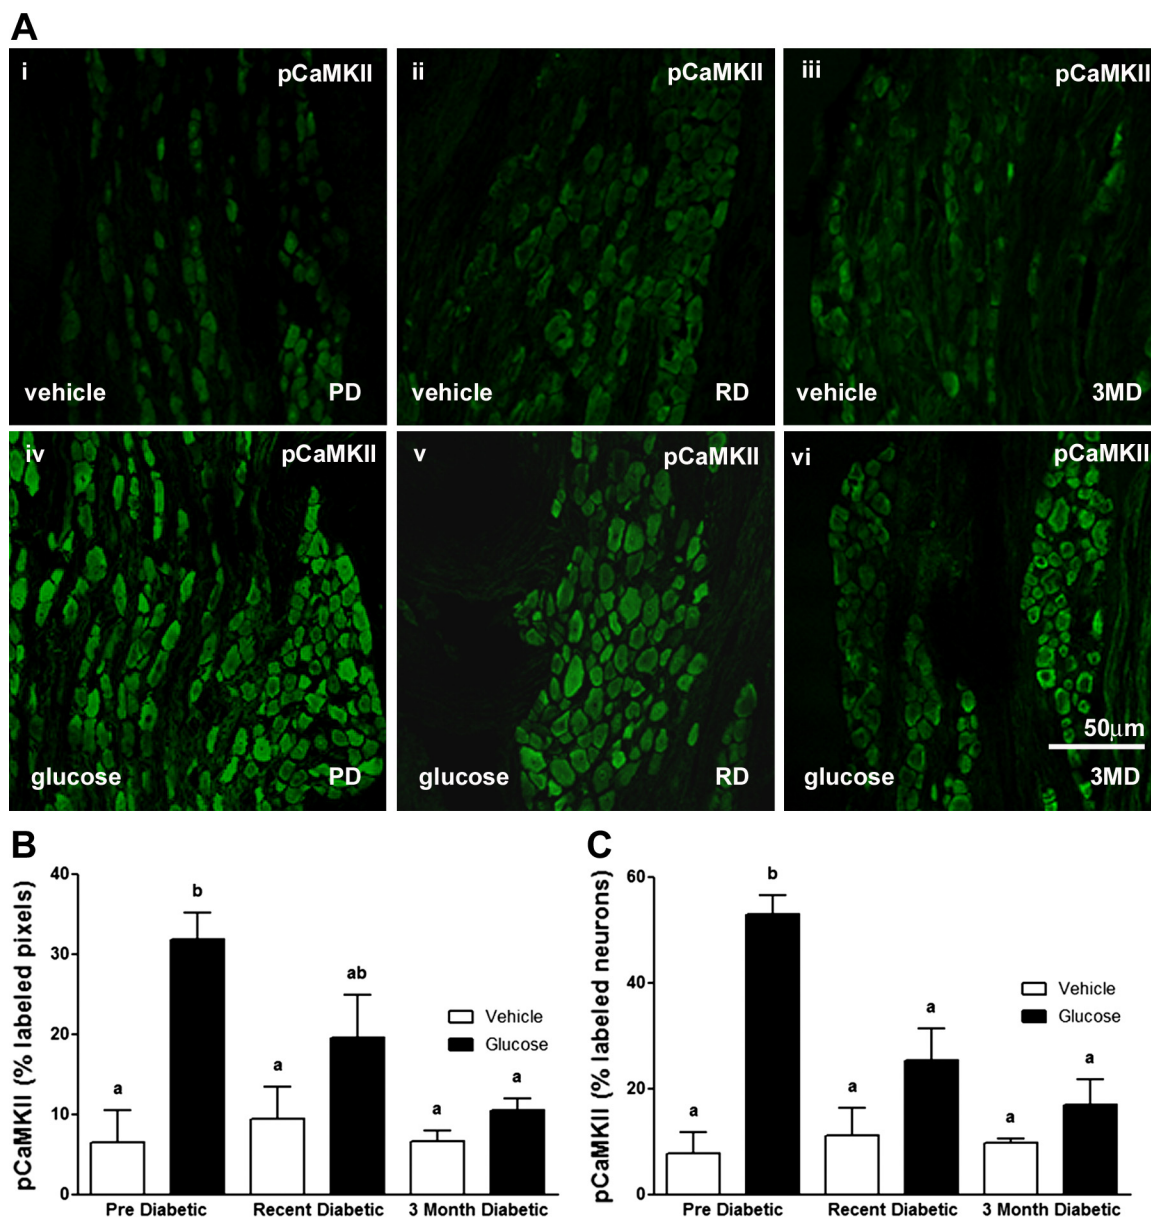 A
i pCaMKII
vehicle PD
ii pCaMKII
vehicle RD
iii pCaMKII
vehicle 3MD
iv pCaMKII
glucose PD
v pCaMKII
glucose RD
vi pCaMKII
50μm
glucose 3MD
B
pCaMKII (% labeled pixels)
40
30
20
10
0
a
b
a
ab
a
a
Vehicle
Glucose
Pre Diabetic
Recent Diabetic
3 Month Diabetic
C
pCaMKII (% labeled neurons)
60
40
20
0
a
b
a
a
a
a
Vehicle
Glucose
Pre Diabetic
Recent Diabetic
3 Month Diabetic